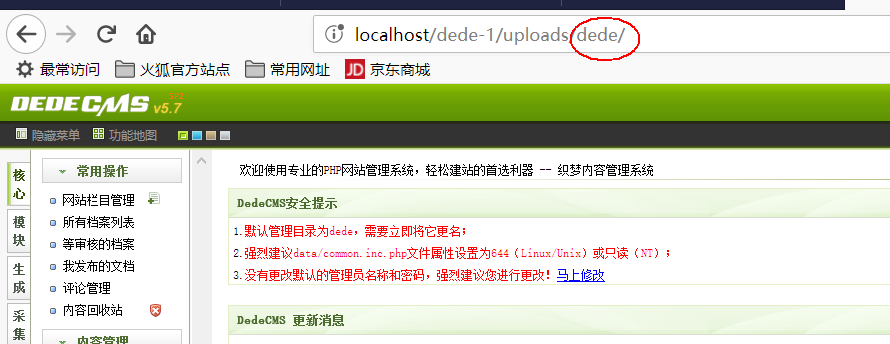 localhost/dede-1/uploads/dede/
最常访问 火狐官方站点 常用网址 JD 京东商城
DEDECMS v5.7 SP1
隐藏菜单 功能地图
核心
模块
生成
采集
常用操作
网站栏目管理
所有档案列表
等审核的档案
我发布的文档
评论管理
内容回收站
内容管理
欢迎使用专业的PHP网站管理系统，轻松建站的首选利器 -- 织梦内容管理系统
DedeCMS安全提示
1.默认管理目录为dede，需要立即将它更名；
2.强烈建议data/common.inc.php文件属性设置为644（Linux/Unix）或只读（NT）；
3.没有更改默认的管理员名称和密码，强烈建议您进行更改！马上修改
DedeCMS 更新消息